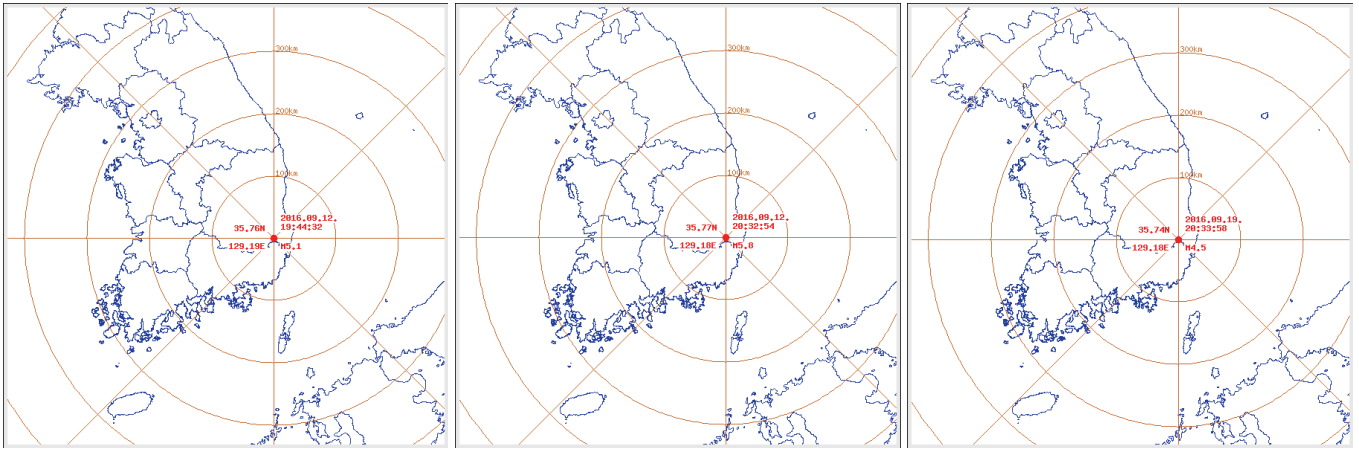 300km
200km
100km
2016.09.12.
35.76N
19:44:32
129.19E
M5.1
300km
200km
100km
2016.09.12.
35.77N
20:32:54
129.18E
M5.8
300km
200km
100km
2016.09.19.
35.74N
20:33:58
129.18E
M4.5